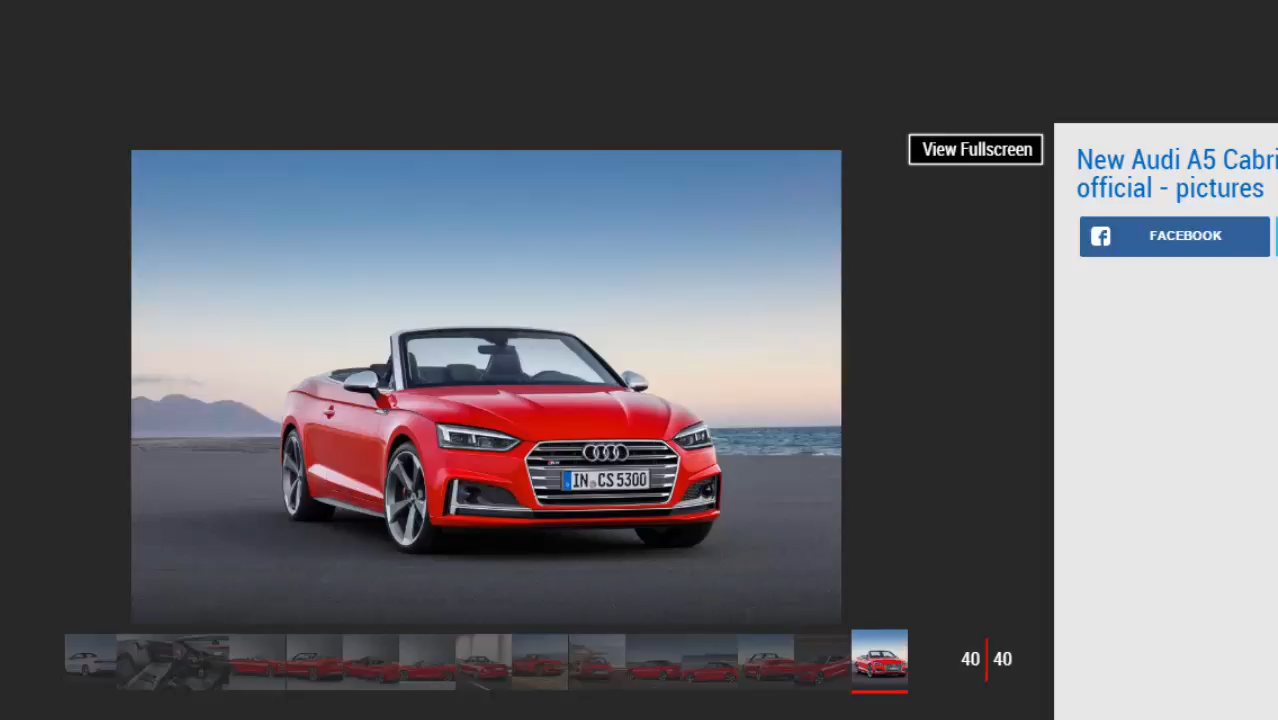 View Fullscreen
New Audi A5 Cabri
official - pictures
FACEBOOK
IN CS 5300
40 40